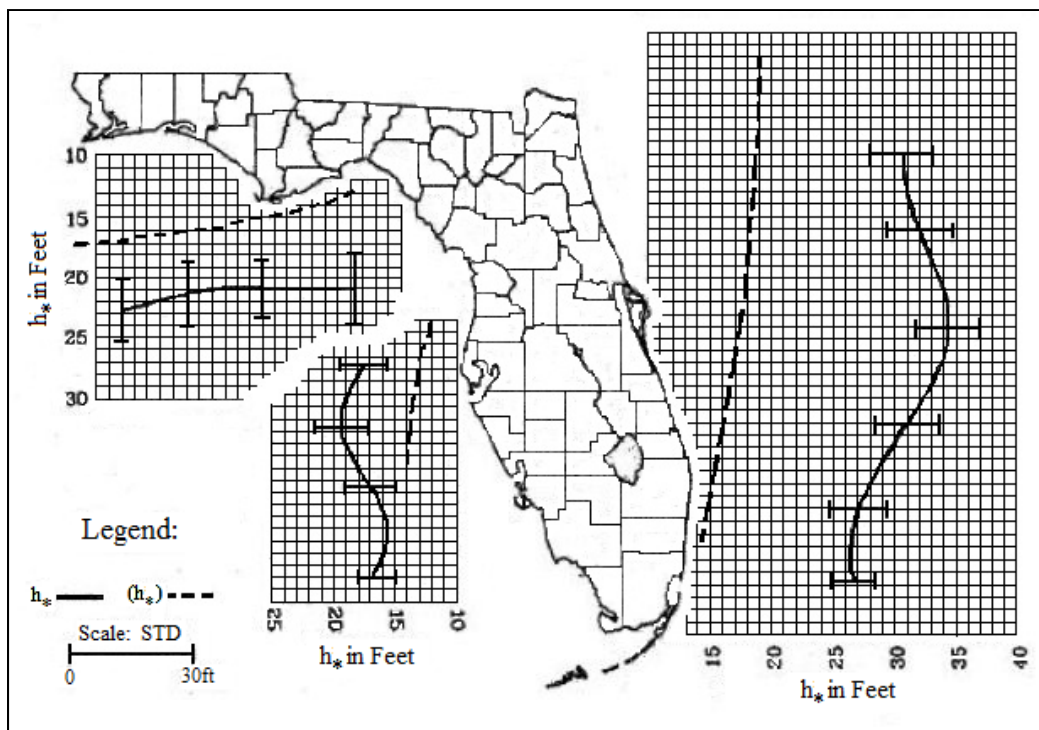 10
15
20
25
30
h* in Feet
Legend:
h* (h*)
Scale: STD
0 30ft
25 20 15 10
h* in Feet
15 20 25 30 35 40
h* in Feet